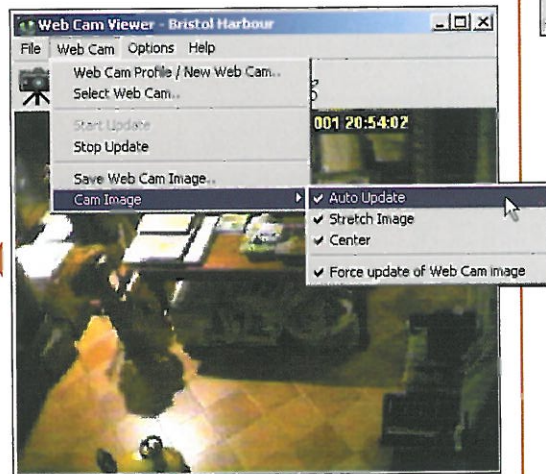 Web Cam Viewer - Bristol Harbour
File Web Cam Options Help
Web Cam Profile / New Web Cam..
Select Web Cam..
Start Update
Stop Update
Save Web Cam Image..
Cam Image
001 20:54:02
Auto Update
Stretch Image
Center
Force update of Web Cam image